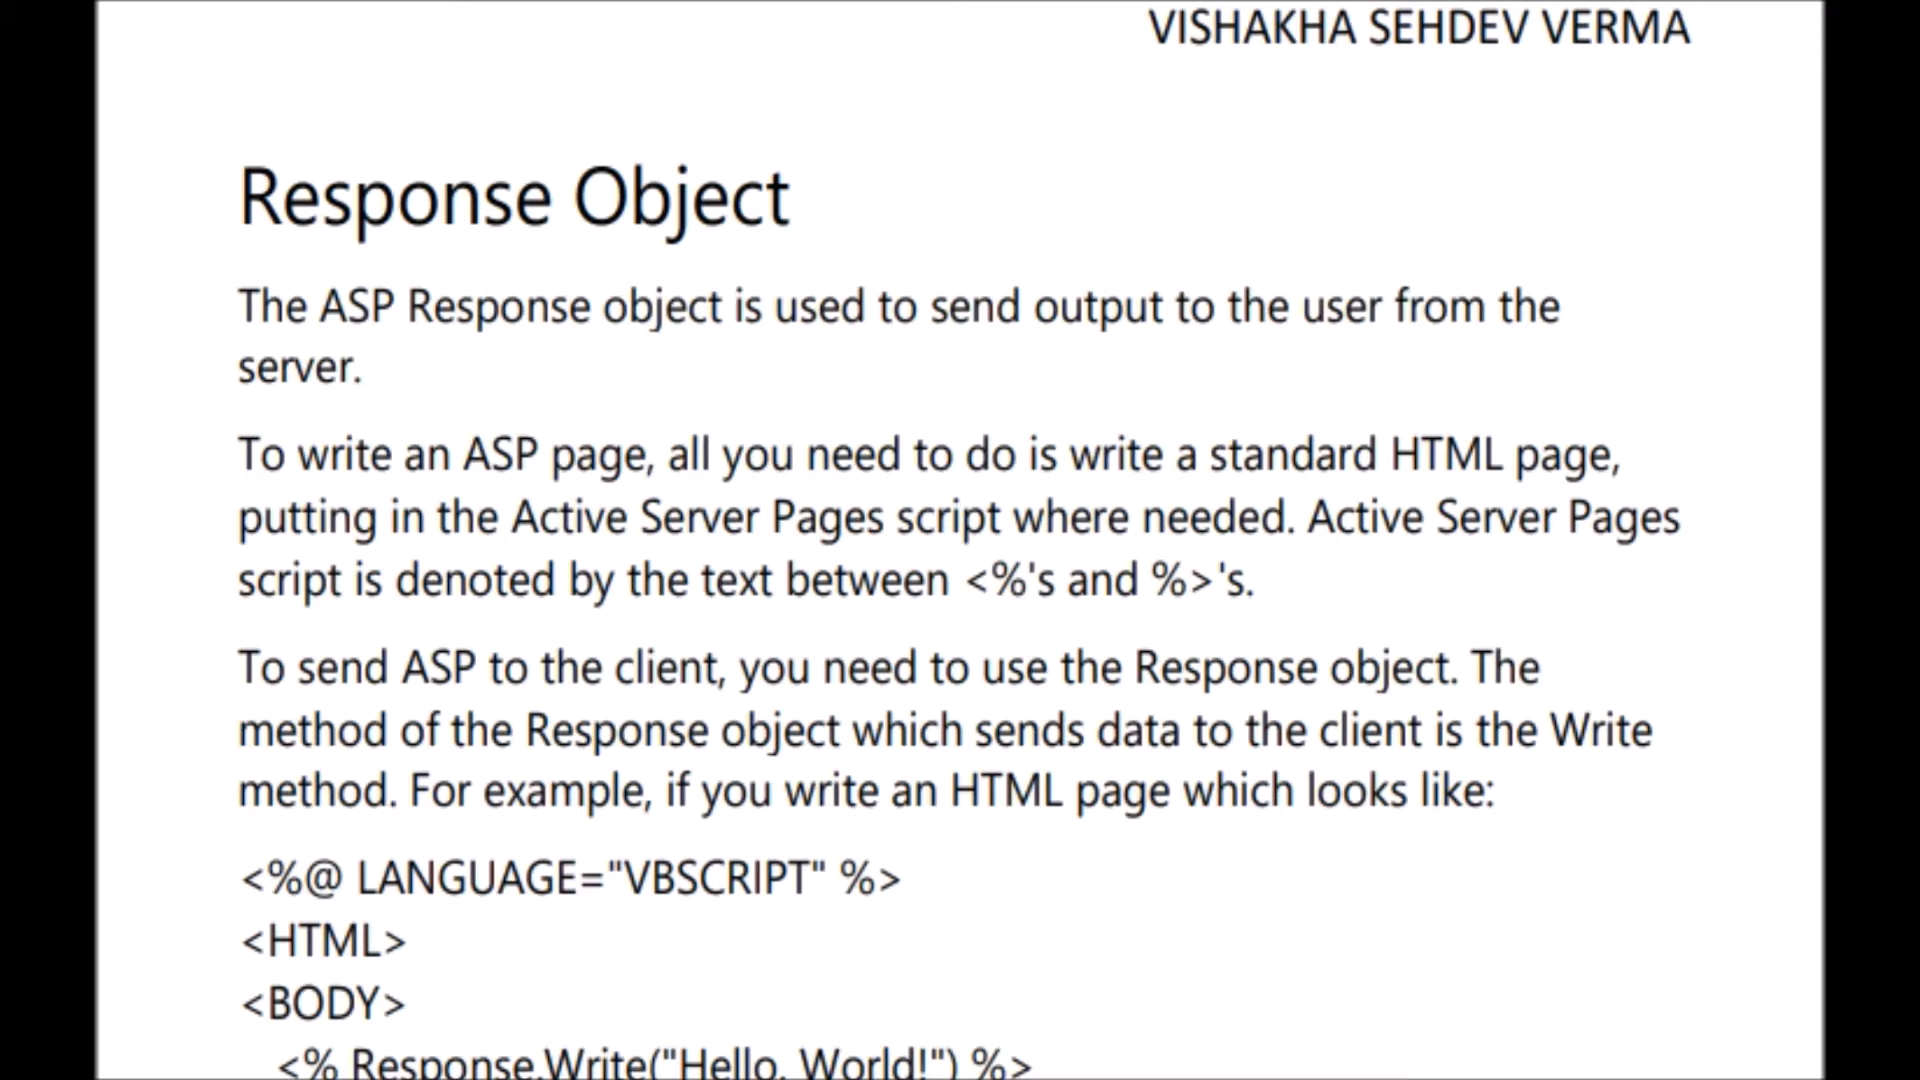 VISHAKHA SEHDEV VERMA
Response Object
The ASP Response object is used to send output to the user from the
server.
To write an ASP page, all you need to do is write a standard HTML page,
putting in the Active Server Pages script where needed. Active Server Pages
script is denoted by the text between <%'s and %>'s.
To send ASP to the client, you need to use the Response object. The
method of the Response object which sends data to the client is the Write
method. For example, if you write an HTML page which looks like:
<%@ LANGUAGE="VBSCRIPT" %>
<HTML>
<BODY>
<% Response.Write("Hello, World!") %>